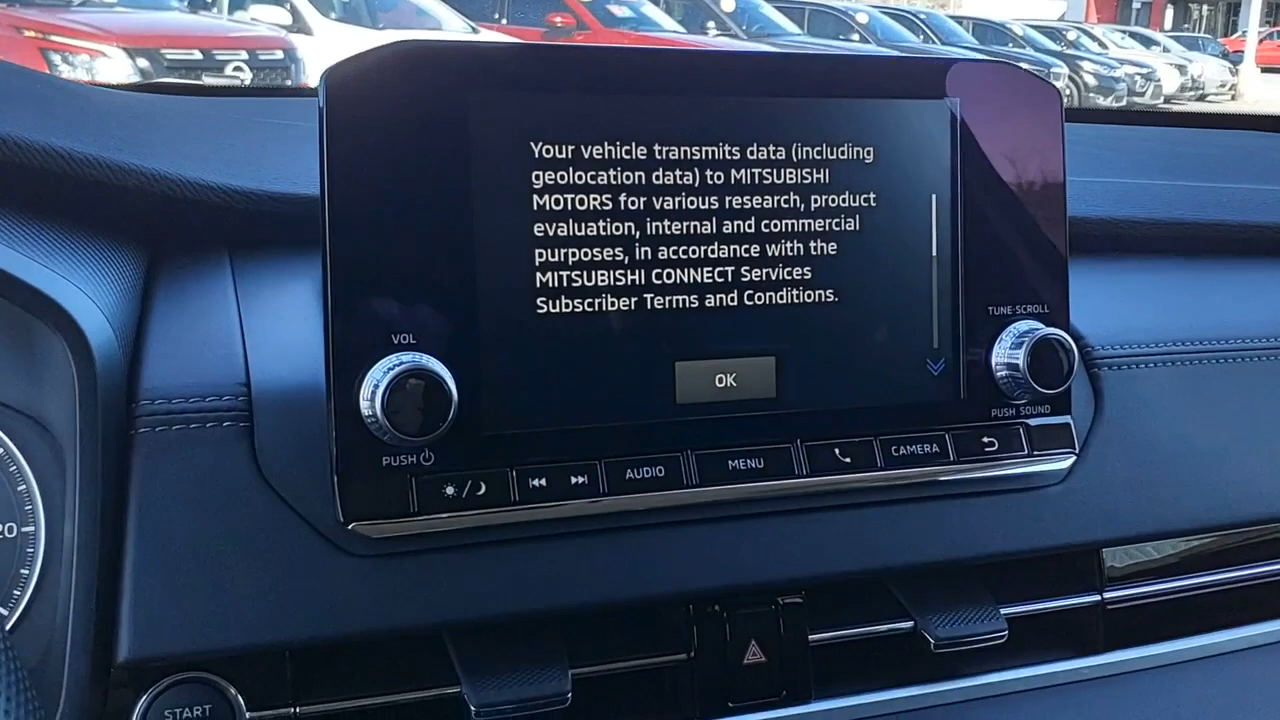 Your vehicle transmits data (including
geolocation data) to MITSUBISHI
MOTORS for various research, product
evaluation, internal and commercial
purposes, in accordance with the
MITSUBISHI CONNECT Services
Subscriber Terms and Conditions.
OK
VOL
PUSH
TUNE·SCROLL
PUSH SOUND
AUDIO
MENU
CAMERA
20
START